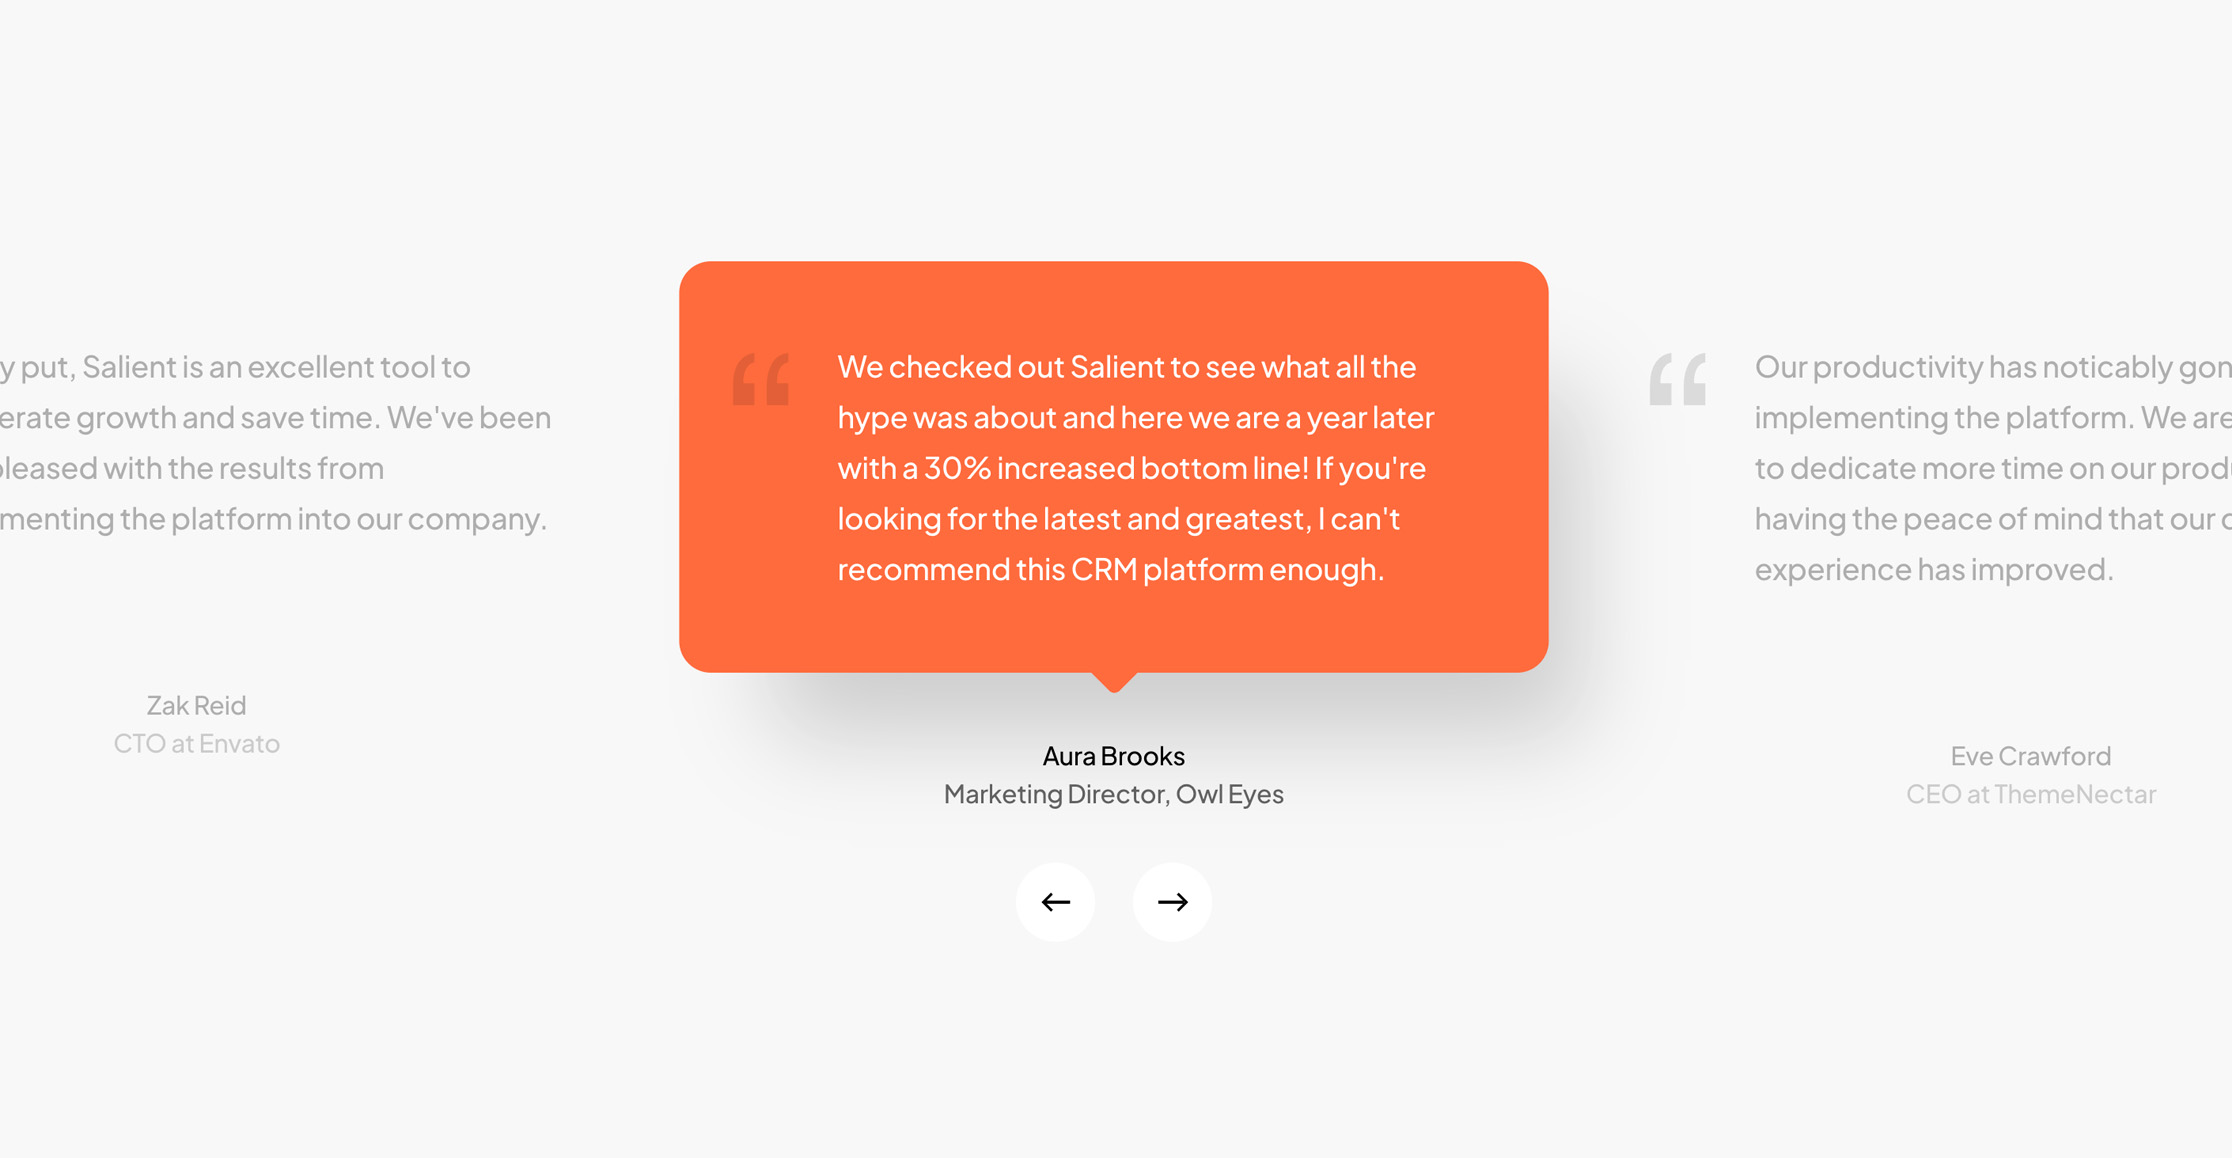 y put, Salient is an excellent tool to
erate growth and save time. We've been
pleased with the results from
menting the platform into our company.
Zak Reid
CTO at Envato
“
We checked out Salient to see what all the
hype was about and here we are a year later
with a 30% increased bottom line! If you're
looking for the latest and greatest, I can't
recommend this CRM platform enough.
Aura Brooks
Marketing Director, Owl Eyes
“
Our productivity has noticably gon
implementing the platform. We are
to dedicate more time on our produ
having the peace of mind that our c
experience has improved.
Eve Crawford
CEO at ThemeNectar